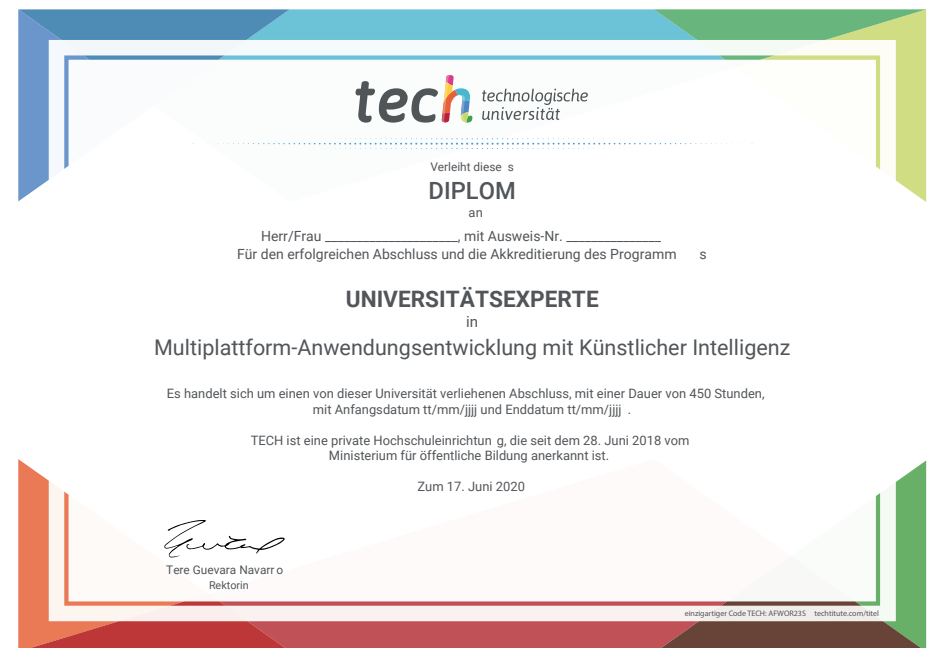 tech technologische
universität
Verleiht diese s
DIPLOM
an
Herr/Frau ______________________, mit Ausweis-Nr. ________________
Für den erfolgreichen Abschluss und die Akkreditierung des Programm s
UNIVERSITÄTSEXPERTE
in
Multiplattform-Anwendungsentwicklung mit Künstlicher Intelligenz
Es handelt sich um einen von dieser Universität verliehenen Abschluss, mit einer Dauer von 450 Stunden,
mit Anfangsdatum tt/mm/jjjj und Enddatum tt/mm/jjjj .
TECH ist eine private Hochschuleinrichtun g, die seit dem 28. Juni 2018 vom
Ministerium für öffentliche Bildung anerkannt ist.
Zum 17. Juni 2020
Tere Guevara Navarr o
Rektorin
einzigartiger Code TECH: AFWOR23S techtitute.com/titel